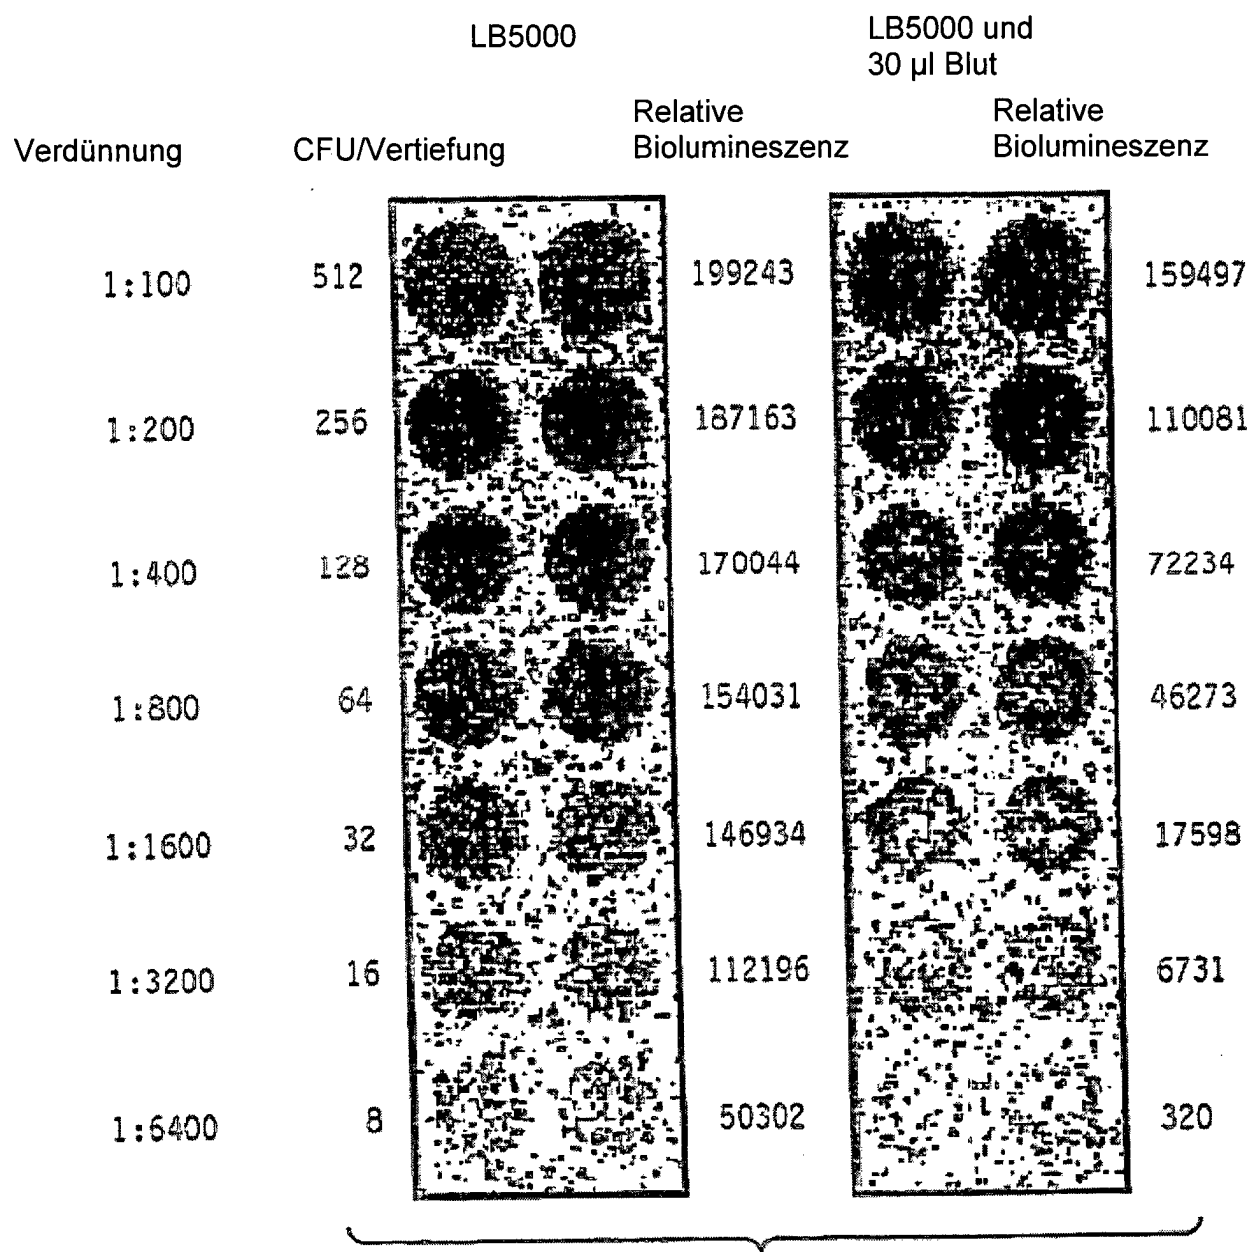 LB5000
LB5000 und
30 µl Blut
Verdünnung
CFU/Vertiefung
Relative
Biolumineszenz
Relative
Biolumineszenz
1:100 512 199243 159497
1:200 256 187163 110081
1:400 128 170044 72234
1:800 64 154031 46273
1:1600 32 146934 17598
1:3200 16 112196 6731
1:6400 8 50302 320